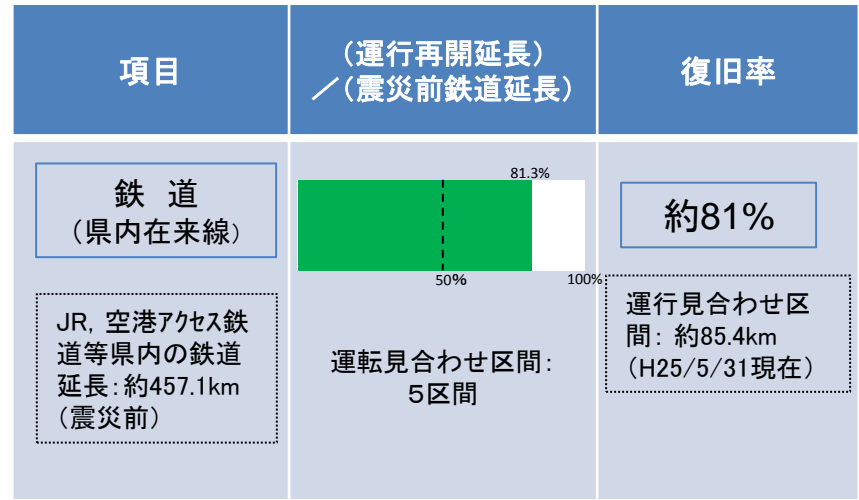 項目
（運行再開延長）
／（震災前鉄道延長）
復旧率
鉄 道
（県内在来線）
JR, 空港ｱｸｾｽ鉄
道等県内の鉄道
延長：約457.1km
（震災前）
81.3%
50%
100%
運転見合わせ区間：
５区間
約81%
運行見合わせ区
間： 約85.4km
（H25/5/31現在）